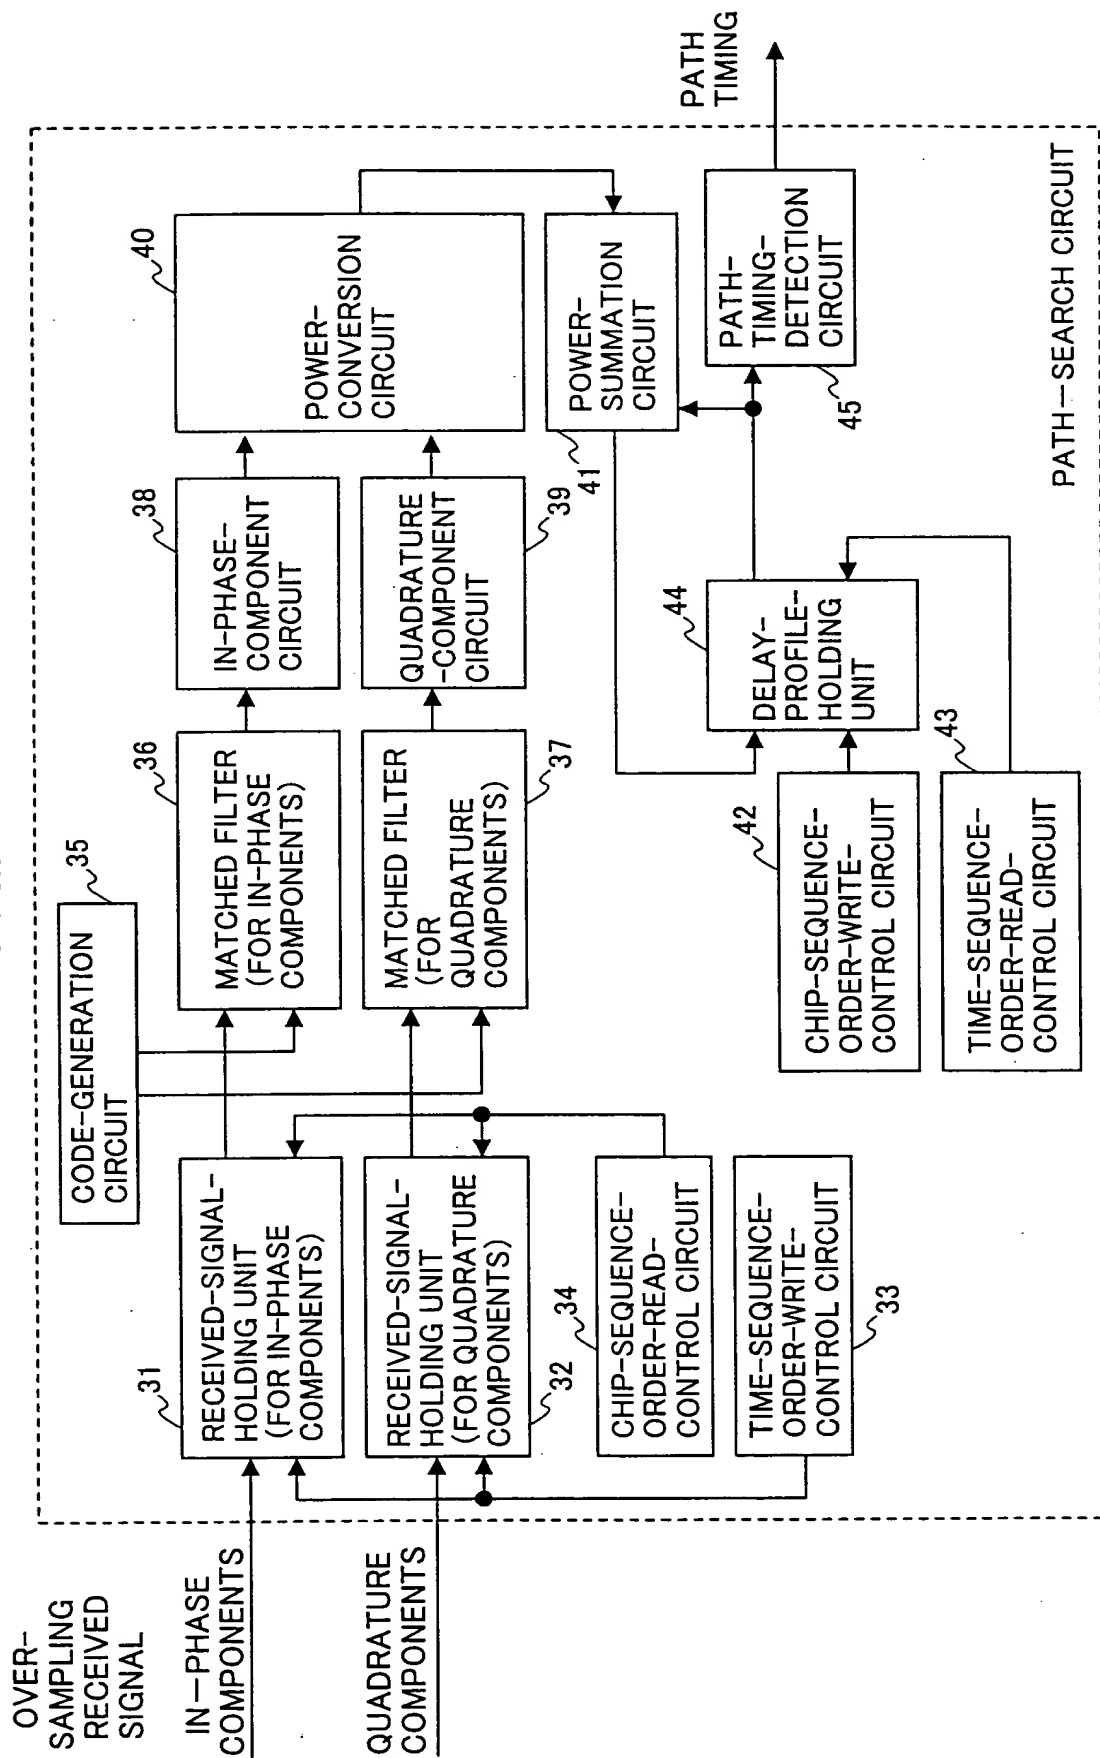 OVER-
SAMPLING
RECEIVED
SIGNAL
IN-PHASE
COMPONENTS
QUADRATURE
COMPONENTS
31
RECEIVED-SIGNAL-
HOLDING UNIT
(FOR IN-PHASE
COMPONENTS)
RECEIVED-SIGNAL-
HOLDING UNIT
(FOR QUADRATURE
COMPONENTS)
32
34
CHIP-SEQUENCE-
ORDER-READ-
CONTROL CIRCUIT
TIME-SEQUENCE-
ORDER-WRITE-
CONTROL CIRCUIT
33
CODE-GENERATION
CIRCUIT
35
36
MATCHED FILTER
(FOR IN-PHASE
COMPONENTS)
MATCHED FILTER
(FOR
QUADRATURE
COMPONENTS)
37
38
IN-PHASE-
COMPONENT
CIRCUIT
QUADRATURE
-COMPONENT
CIRCUIT
39
40
POWER-
CONVERSION
CIRCUIT
POWER-
SUMMATION
CIRCUIT
41
42
CHIP-SEQUENCE-
ORDER-WRITE-
CONTROL CIRCUIT
43
TIME-SEQUENCE-
ORDER-READ-
CONTROL CIRCUIT
44
DELAY-
PROFILE-
HOLDING
UNIT
PATH-
TIMING-
DETECTION
CIRCUIT
45
PATH
TIMING
PATH-SEARCH CIRCUIT